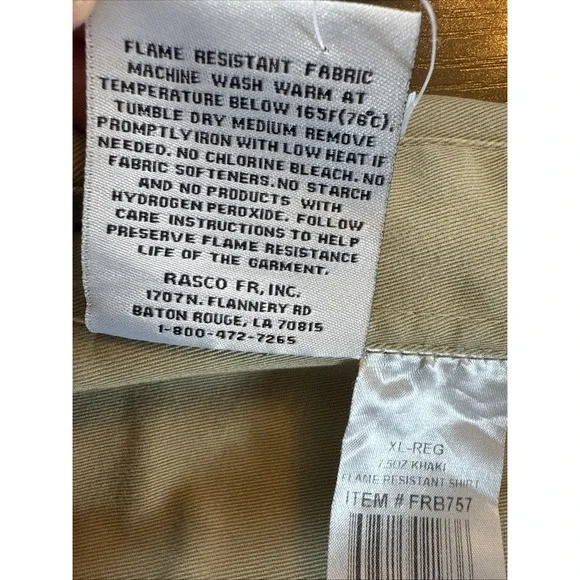 FLAME RESISTANT FABRIC
MACHINE WASH WARM AT
TEMPERATURE BELOW 165F(76°C).
TUMBLE DRY MEDIUM REMOVE
PROMPTLY IRON WITH LOW HEAT IF
NEEDED. NO CHLORINE BLEACH. NO
FABRIC SOFTENERS. NO STARCH
AND NO PRODUCTS WITH
HYDROGEN PEROXIDE. FOLLOW
CARE INSTRUCTIONS TO HELP
PRESERVE FLAME RESISTANCE
LIFE OF THE GARMENT.
RASCO FR, INC.
1707 N. FLANNERY RD
BATON ROUGE, LA 70815
1-800-472-7265
XL-REG
7.5OZ KHAKI
FLAME RESISTANT SHIRT
ITEM # FRB757